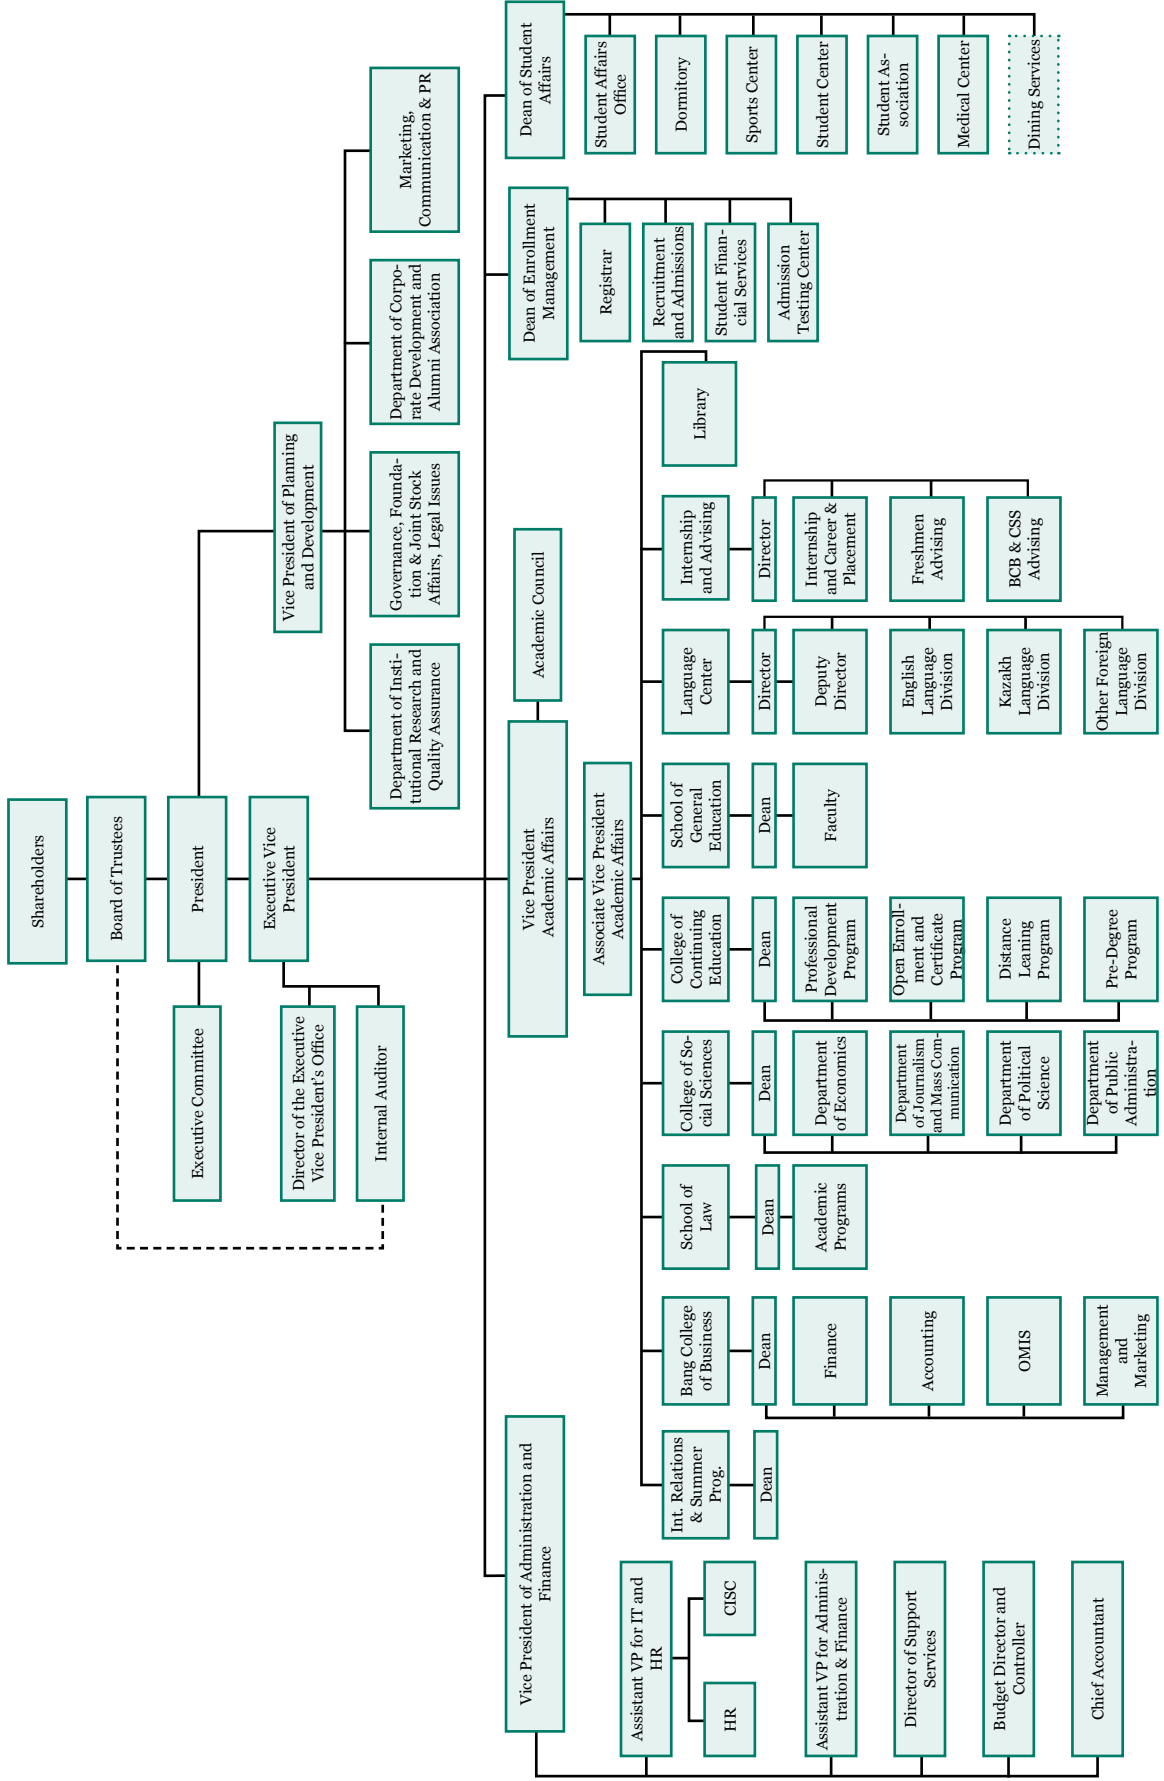 Shareholders
Board of Trustees
President
Executive Vice
President
Executive Committee
Director of the Executive
Vice President's Office
Internal Auditor
Vice President of Planning
and Development
Department of Insti-
tutional Research and
Quality Assurance
Governance, Founda-
tion & Joint Stock
Affairs, Legal Issues
Department of Corpo-
rate Development and
Alumni Association
Marketing,
Communication & PR
Vice President of Administration and
Finance
Vice President
Academic Affairs
Academic Council
Dean of Enrollment
Management
Dean of Student
Affairs
Associate Vice President
Academic Affairs
Assistant VP for IT and
HR
HR
CISC
Assistant VP for Adminis-
tration & Finance
Director of Support
Services
Budget Director and
Controller
Chief Accountant
Int. Relations
& Summer
Prog.
Dean
Bang College
of Business
Dean
Finance
Accounting
OMIS
Management
and
Marketing
School of
Law
Dean
Academic
Programs
College of So-
cial Sciences
Dean
Department
of Economics
Department
of Journalism
and Mass Com-
munication
Department
of Political
Science
Department
of Public
Administra-
tion
College of
Continuing
Education
Dean
Professional
Development
Program
Open Enroll-
ment and
Certificate
Program
Distance
Leaning
Program
Pre-Degree
Program
School of
General
Education
Dean
Faculty
Language
Center
Director
Deputy
Director
English
Language
Division
Kazakh
Language
Division
Other Foreign
Language
Division
Internship
and Advising
Director
Internship
and Career &
Placement
Freshmen
Advising
BCB & CSS
Advising
Library
Registrar
Recruitment
and Admissions
Student Finan-
cial Services
Admission
Testing Center
Student Affairs
Office
Dormitory
Sports Center
Student Center
Student As-
sociation
Medical Center
Dining Services